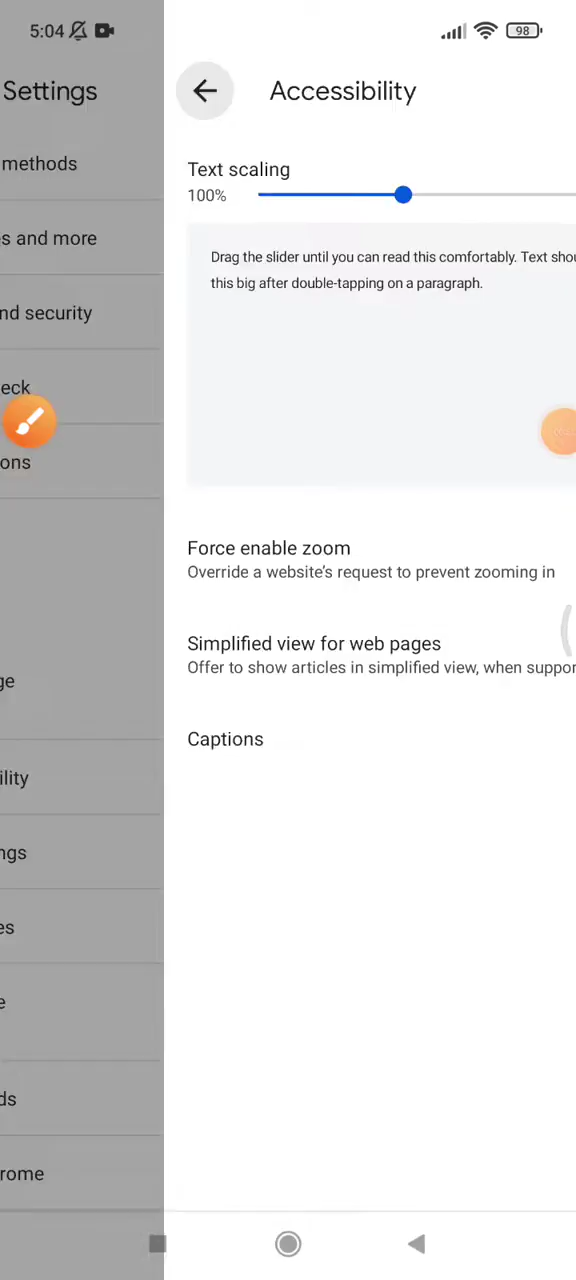 5:04
98
Settings
Accessibility
methods
s and more
nd security
eck
ons
ge
ility
ngs
es
e
ds
rome
Text scaling
100%
Drag the slider until you can read this comfortably. Text shou
this big after double-tapping on a paragraph.
Force enable zoom
Override a website's request to prevent zooming in
Simplified view for web pages
Offer to show articles in simplified view, when suppor
Captions